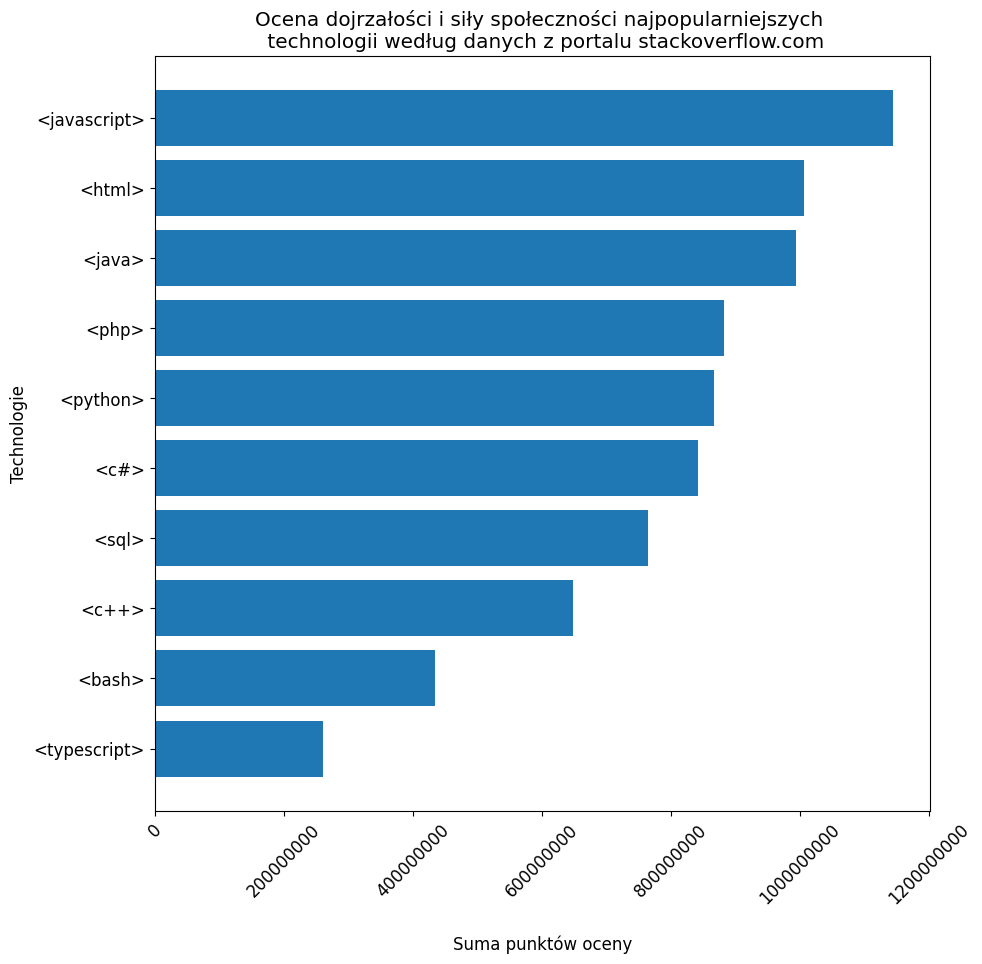 Ocena dojrzałości i siły społeczności najpopularniejszych
technologii według danych z portalu stackoverflow.com
Technologie
<javascript>
<html>
<java>
<php>
<python>
<c#>
<sql>
<c++>
<bash>
<typescript>
0
200000000
400000000
600000000
800000000
1000000000
1200000000
Suma punktów oceny